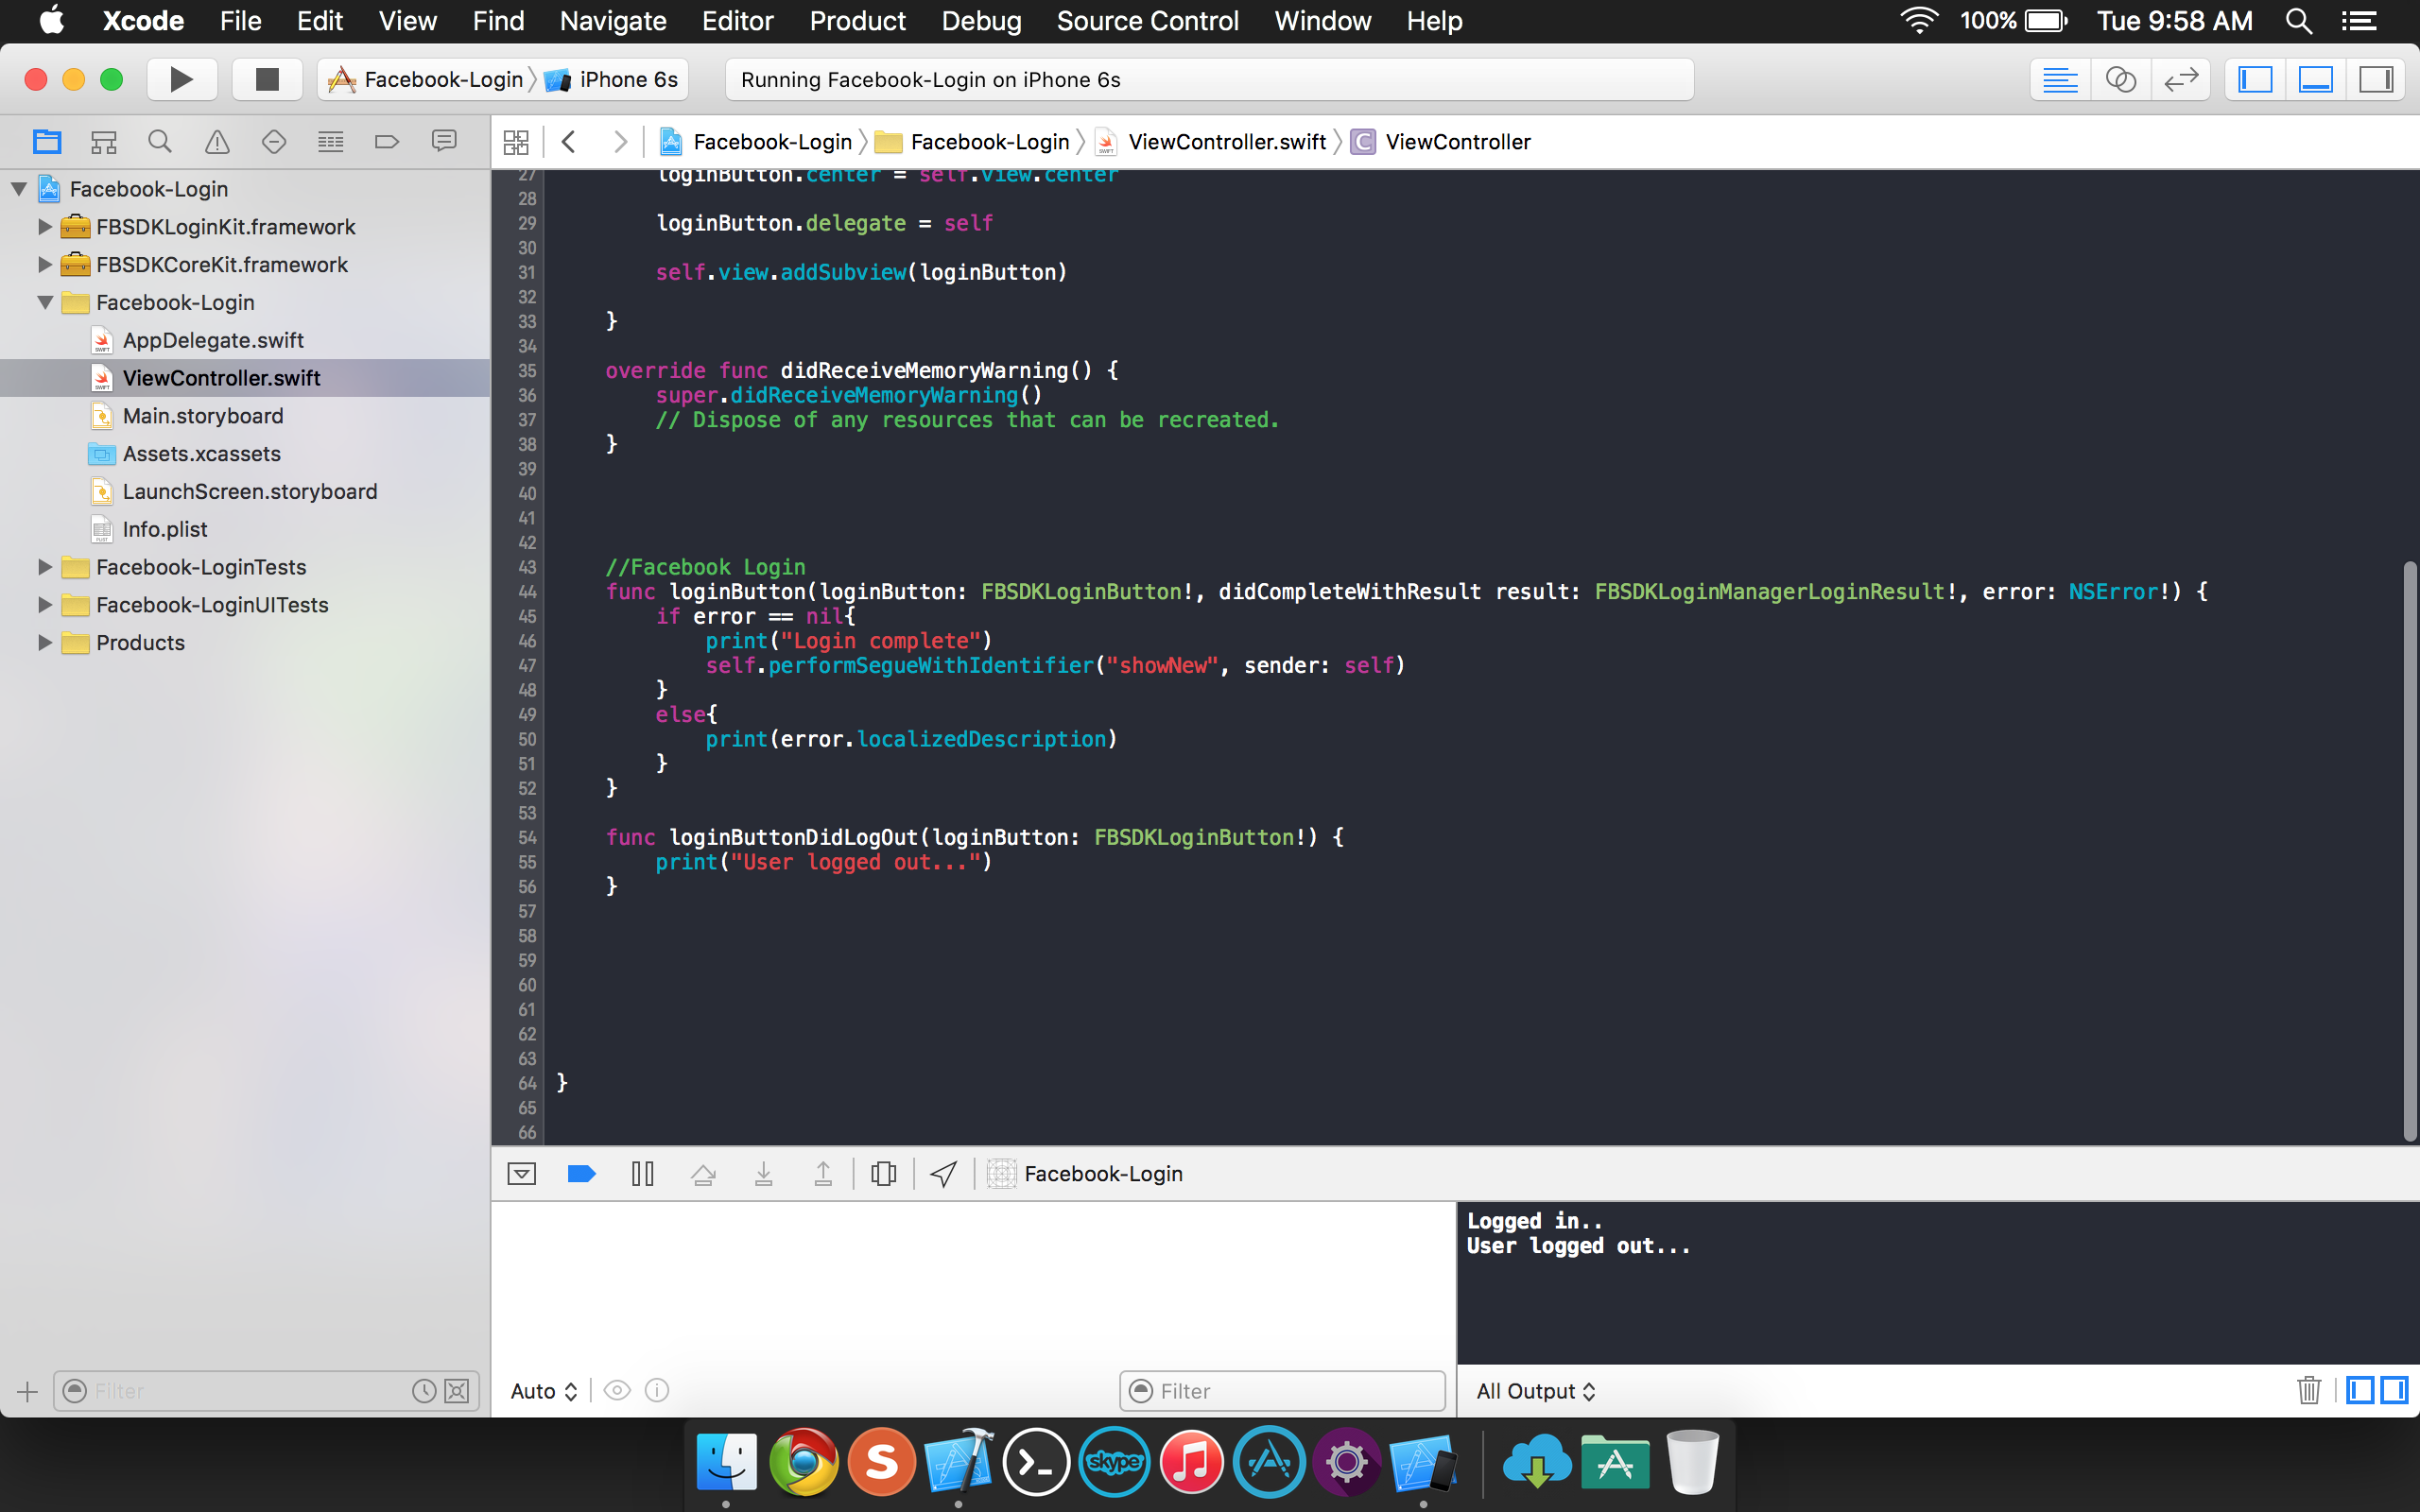 Xcode File Edit View Find Navigate Editor Product Debug Source Control Window Help 100% Tue 9:58 AM
Facebook-Login iPhone 6s Running Facebook-Login on iPhone 6s
Facebook-Login Facebook-Login ViewController.swift C ViewController
Facebook-Login
FBSDKLoginKit.framework
FBSDKCoreKit.framework
Facebook-Login
AppDelegate.swift
ViewController.swift
Main.storyboard
Assets.xcassets
LaunchScreen.storyboard
Info.plist
Facebook-LoginTests
Facebook-LoginUITests
Products
Filter
27 loginButton.center = self.view.center
28
29 loginButton.delegate = self
30
31 self.view.addSubview(loginButton)
32
33 }
34
35 override func didReceiveMemoryWarning() {
36 super.didReceiveMemoryWarning()
37 // Dispose of any resources that can be recreated.
38 }
39
40
41
42
43 //Facebook Login
44 func loginButton(loginButton: FBSDKLoginButton!, didCompleteWithResult result: FBSDKLoginManagerLoginResult!, error: NSError!) {
45 if error == nil{
46 print("Login complete")
47 self.performSegueWithIdentifier("showNew", sender: self)
48 }
49 else{
50 print(error.localizedDescription)
51 }
52 }
53
54 func loginButtonDidLogOut(loginButton: FBSDKLoginButton!) {
55 print("User logged out...")
56 }
57
58
59
60
61
62
63
64 }
65
66
Facebook-Login
Logged in..
User logged out...
Auto Filter All Output
S skype